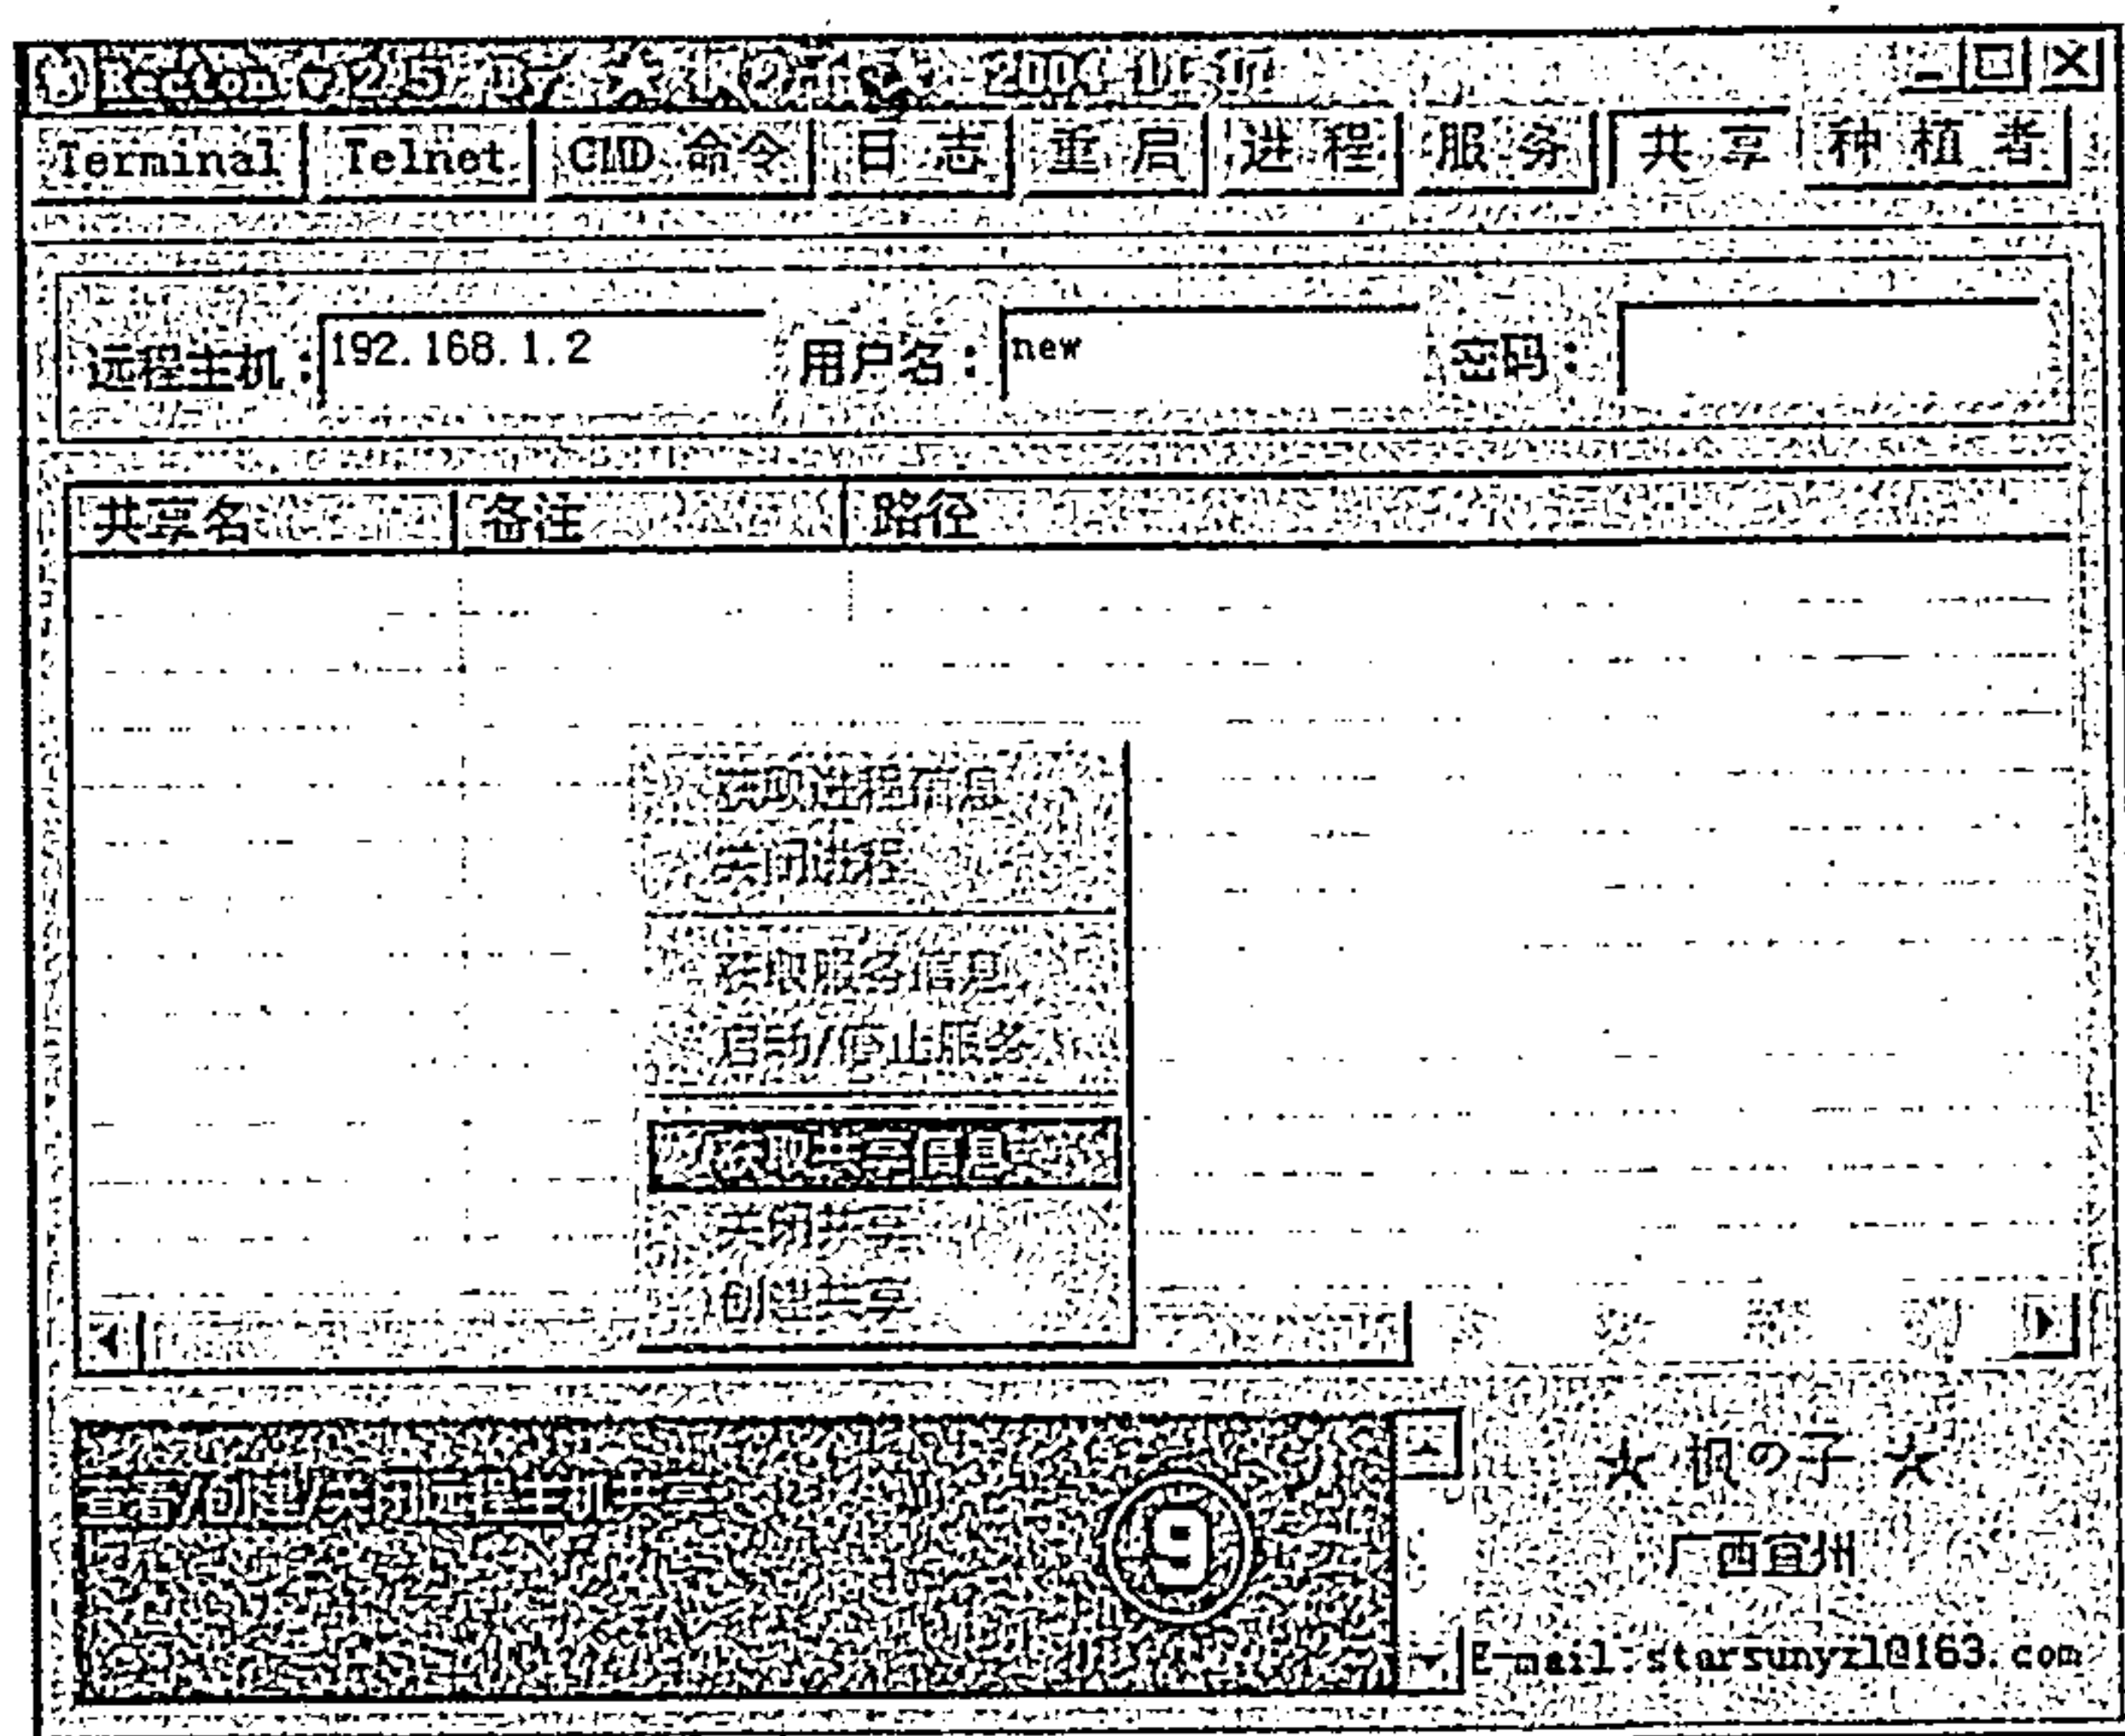 Recton v2.5 By 2004-11-17
Terminal Telnet CMD 命令 日 志 重 启 进 程 服 务 共 享 种 植 者
远程主机: 192.168.1.2 用户名: new 密码:
共享名 备注 路径
获取进程信息
关闭进程
获取服务信息
启动/停止服务
获取共享信息
关闭共享
创建共享
查看/创建/关闭远程主机共享
9
★ 枫の子 ★
广西宜州
E-mail:starsunyzl@163.com